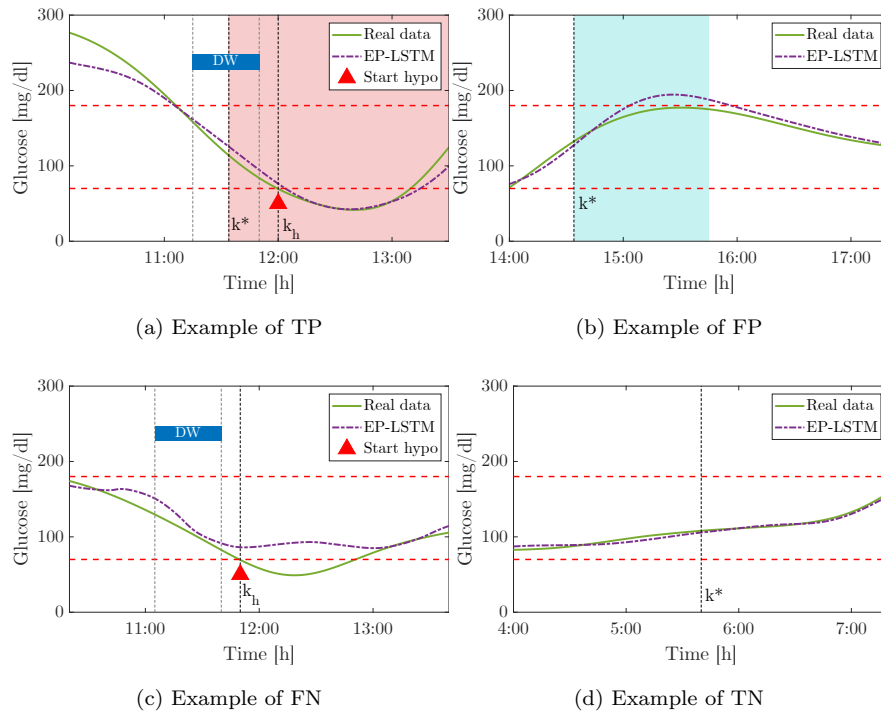 Glucose [mg/dl]
300
200
100
0
DW
Real data
EP-LSTM
Start hypo
k*
k_h
11:00
12:00
13:00
Time [h]
(a) Example of TP
Glucose [mg/dl]
300
200
100
0
Real data
EP-LSTM
k*
14:00
15:00
16:00
17:00
Time [h]
(b) Example of FP
Glucose [mg/dl]
300
200
100
0
DW
Real data
EP-LSTM
Start hypo
k_h
11:00
12:00
13:00
Time [h]
(c) Example of FN
Glucose [mg/dl]
300
200
100
0
Real data
EP-LSTM
k*
4:00
5:00
6:00
7:00
Time [h]
(d) Example of TN